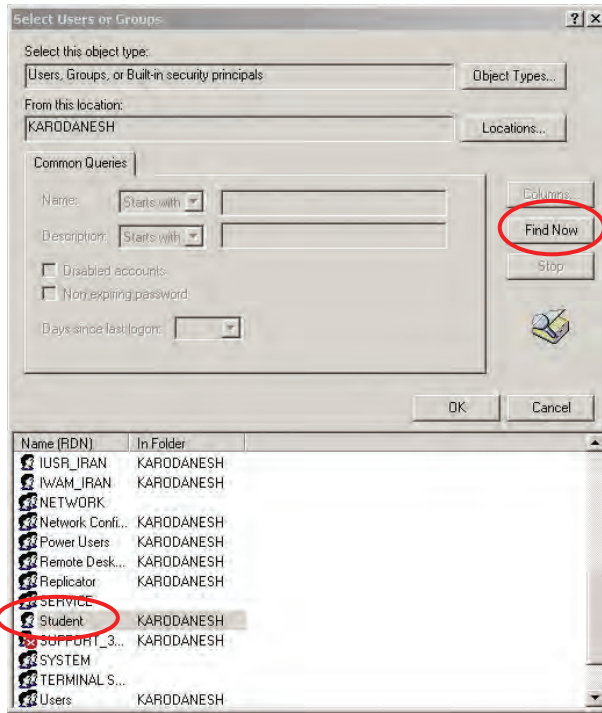 Select Users or Groups
Select this object type:
Users, Groups, or Built-in security principals
Object Types...
From this location:
KARODANESH
Locations...
Common Queries
Name:
Starts with
Columns...
Description:
Starts with
Find Now
Disabled accounts
Stop
Non expiring password
Days since last logon:
OK
Cancel
Name (RDN) In Folder
IUSR_IRAN KARODANESH
IWAM_IRAN KARODANESH
NETWORK
Network Confi... KARODANESH
Power Users KARODANESH
Remote Desk... KARODANESH
Replicator KARODANESH
SERVICE
Student KARODANESH
SUPPORT_3... KARODANESH
SYSTEM
TERMINAL S...
Users KARODANESH